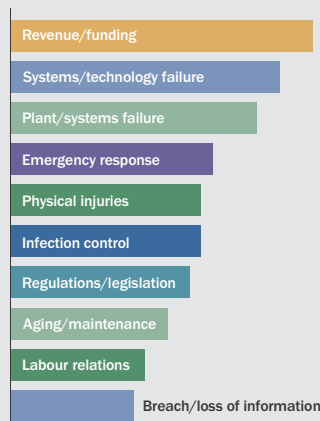 Revenue/funding
Systems/technology failure
Plant/systems failure
Emergency response
Physical injuries
Infection control
Regulations/legislation
Aging/maintenance
Labour relations
Breach/loss of information